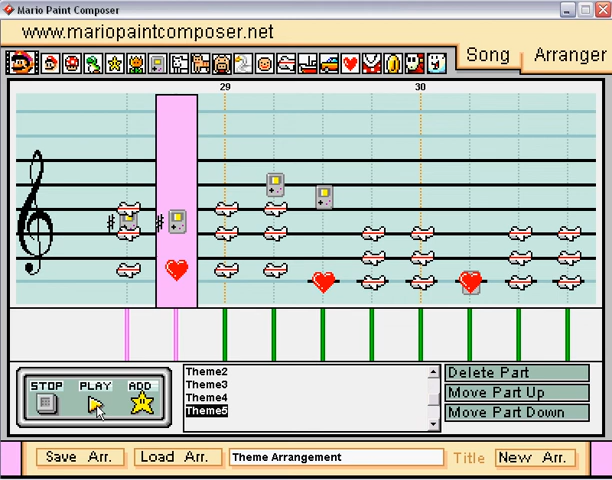 Mario Paint Composer
www.mariopaintcomposer.net
Song Arranger
29 30
STOP PLAY ADD
Theme2
Theme3
Theme4
Theme5
Delete Part
Move Part Up
Move Part Down
Save Arr. Load Arr. Theme Arrangement Title New Arr.